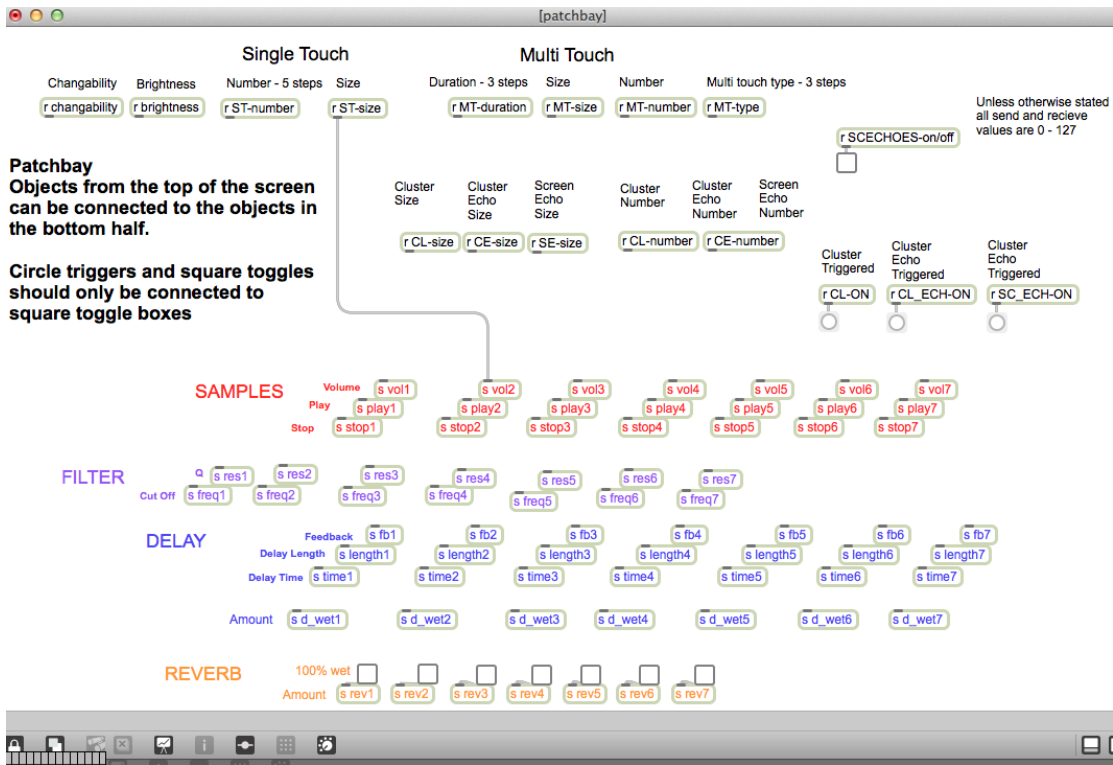 [patchbay]
Single Touch
Multi Touch
Changability
Brightness
Number - 5 steps
Size
Duration - 3 steps
Size
Number
Multi touch type - 3 steps
r changability
r brightness
r ST-number
r ST-size
r MT-duration
r MT-size
r MT-number
r MT-type
Unless otherwise stated
all send and recieve
values are 0 - 127
r SCECHOES-on/off
Patchbay
Objects from the top of the screen
can be connected to the objects in
the bottom half.
Circle triggers and square toggles
should only be connected to
square toggle boxes
Cluster
Size
Cluster
Echo
Size
Screen
Echo
Size
Cluster
Number
Cluster
Echo
Number
Screen
Echo
Number
r CL-size
r CE-size
r SE-size
r CL-number
r CE-number
Cluster
Triggered
Cluster
Echo
Triggered
Cluster
Echo
Triggered
r CL-ON
r CL_ECH-ON
r SC_ECH-ON
SAMPLES
Volume
s vol1
s vol2
s vol3
s vol4
s vol5
s vol6
s vol7
Play
s play1
s play2
s play3
s play4
s play5
s play6
s play7
Stop
s stop1
s stop2
s stop3
s stop4
s stop5
s stop6
s stop7
FILTER
Q
s res1
s res2
s res3
s res4
s res5
s res6
s res7
Cut Off
s freq1
s freq2
s freq3
s freq4
s freq5
s freq6
s freq7
DELAY
Feedback
s fb1
s fb2
s fb3
s fb4
s fb5
s fb6
s fb7
Delay Length
s length1
s length2
s length3
s length4
s length5
s length6
s length7
Delay Time
s time1
s time2
s time3
s time4
s time5
s time6
s time7
Amount
s d_wet1
s d_wet2
s d_wet3
s d_wet4
s d_wet5
s d_wet6
s d_wet7
REVERB
100% wet
Amount
s rev1
s rev2
s rev3
s rev4
s rev5
s rev6
s rev7